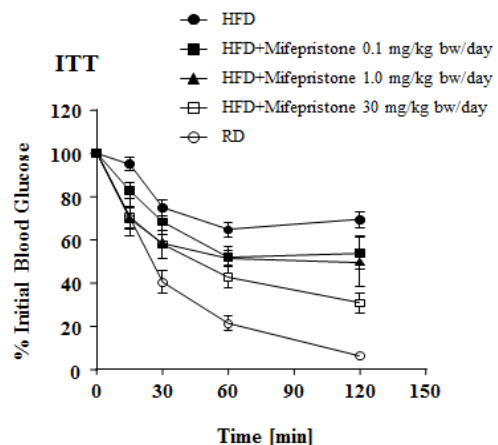 HFD
HFD+Mifepristone 0.1 mg/kg bw/day
ITT
HFD+Mifepristone 1.0 mg/kg bw/day
HFD+Mifepristone 30 mg/kg bw/day
RD
% Initial Blood Glucose
120
100
80
60
40
20
0
0 30 60 90 120 150
Time [min]